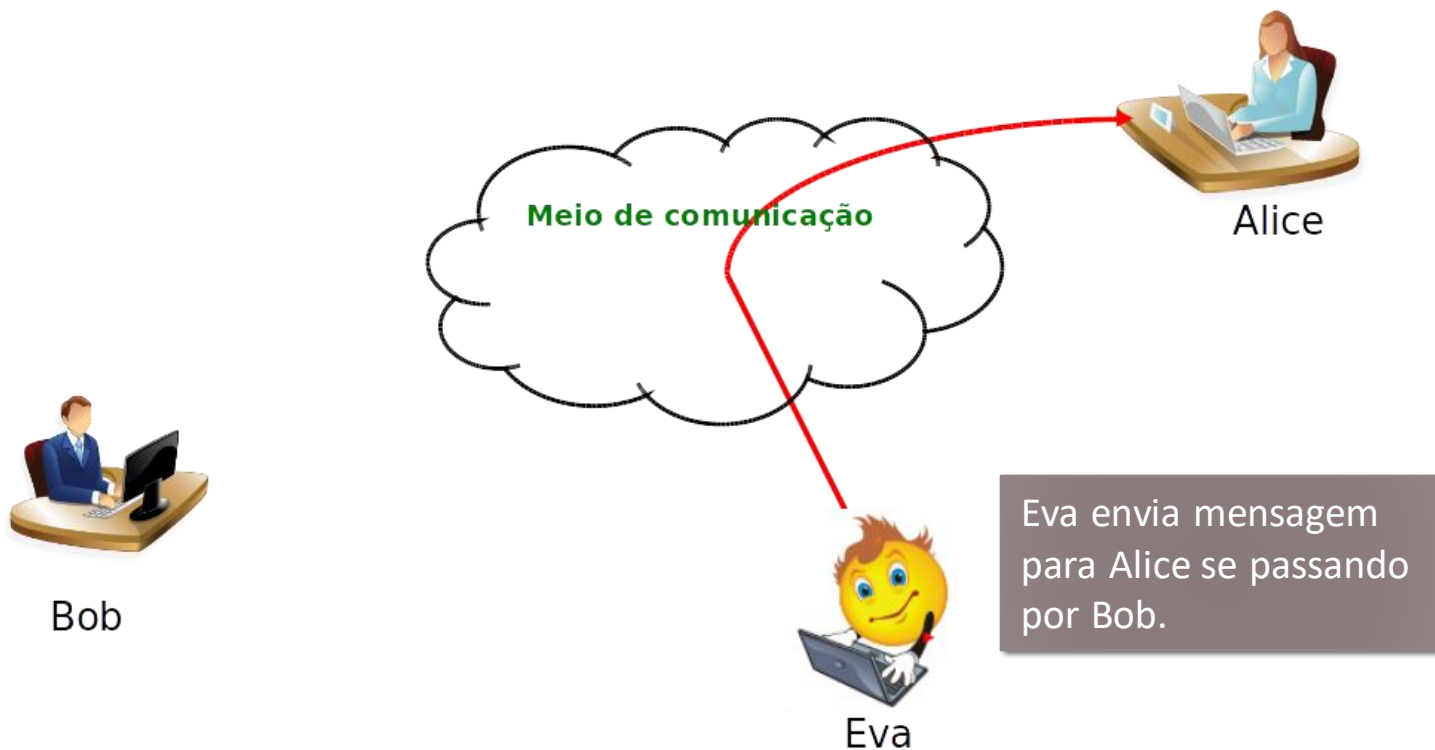 Meio de comunicação
Alice
Bob
Eva envia mensagem
para Alice se passando
por Bob.
Eva